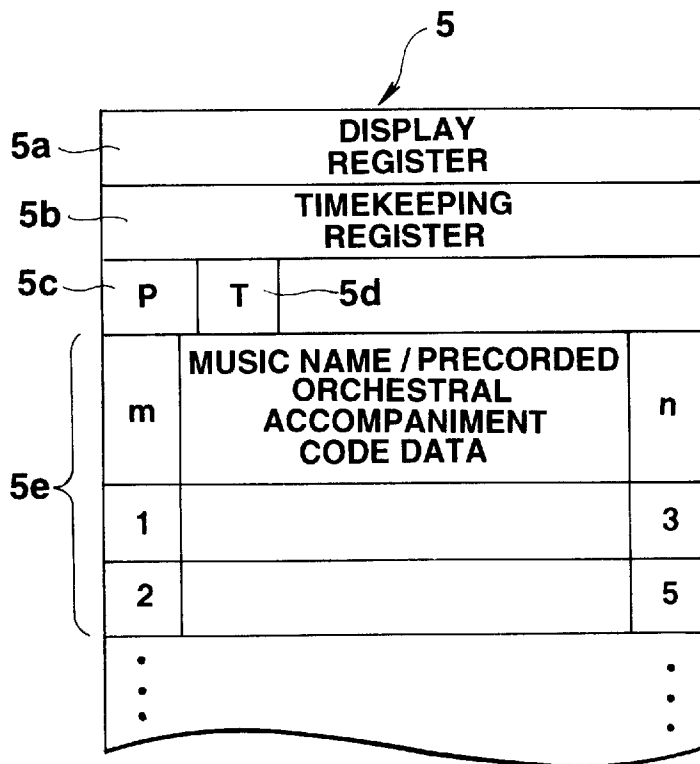 5
5a
DISPLAY
REGISTER
5b
TIMEKEEPING
REGISTER
5c
P
T
5d
5e
m
MUSIC NAME / PRECORDED
ORCHESTRAL
ACCOMPANIMENT
CODE DATA
n
1
3
2
5